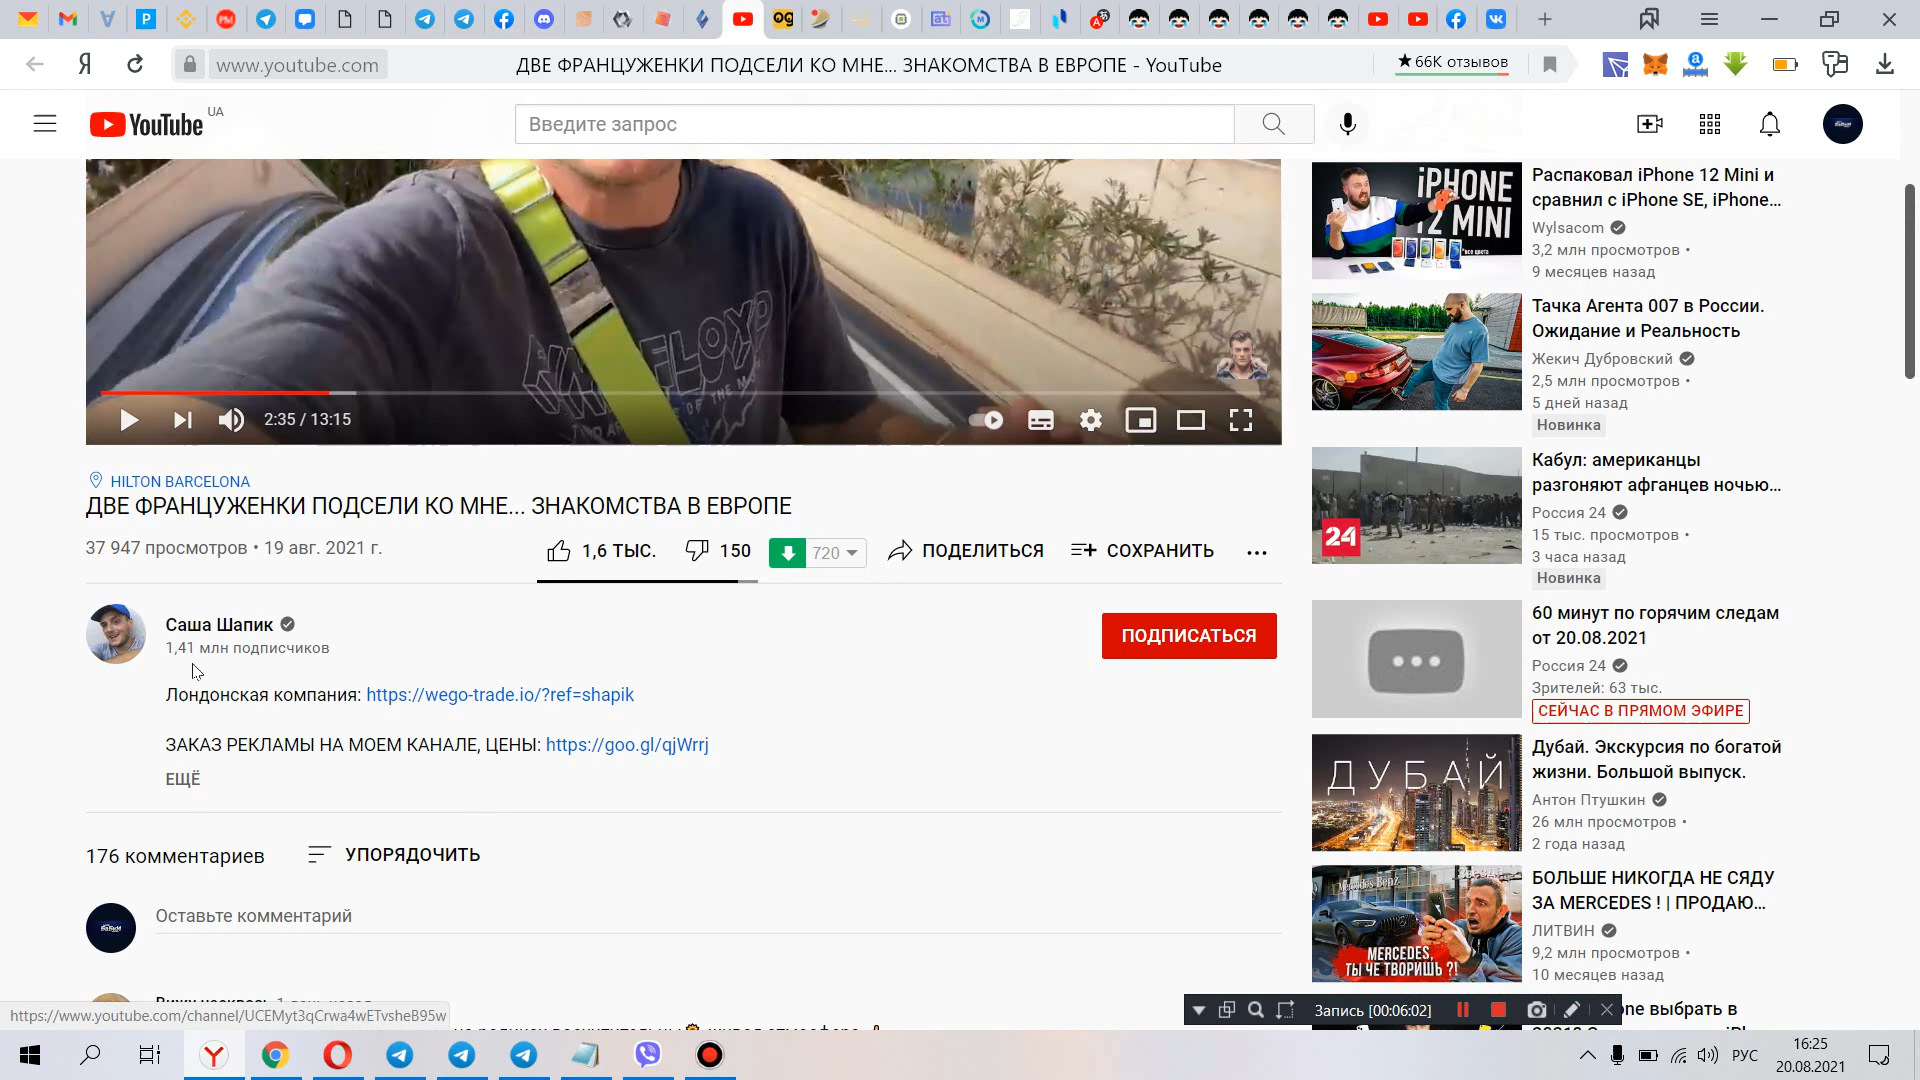 www.youtube.com
ДВЕ ФРАНЦУЖЕНКИ ПОДСЕЛИ КО МНЕ... ЗНАКОМСТВА В ЕВРОПЕ - YouTube
★66K отзывов
YouTube UA
Введите запрос
2:35 / 13:15
HILTON BARCELONA
ДВЕ ФРАНЦУЖЕНКИ ПОДСЕЛИ КО МНЕ... ЗНАКОМСТВА В ЕВРОПЕ
37 947 просмотров • 19 авг. 2021 г.
1,6 ТЫС.
150
720
ПОДЕЛИТЬСЯ
СОХРАНИТЬ
Саша Шапик
1,41 млн подписчиков
ПОДПИСАТЬСЯ
Лондонская компания: https://wego-trade.io/?ref=shapik
ЗАКАЗ РЕКЛАМЫ НА МОЕМ КАНАЛЕ, ЦЕНЫ: https://goo.gl/qjWrrj
ЕЩЁ
176 комментариев
УПОРЯДОЧИТЬ
Оставьте комментарий
iPHONE
12 MINI
Распаковал iPhone 12 Mini и
сравнил с iPhone SE, iPhone...
Wylsacom
3,2 млн просмотров •
9 месяцев назад
Тачка Агента 007 в России.
Ожидание и Реальность
Жекич Дубровский
2,5 млн просмотров •
5 дней назад
Новинка
24
Кабул: американцы
разгоняют афганцев ночью...
Россия 24
15 тыс. просмотров •
3 часа назад
Новинка
60 минут по горячим следам
от 20.08.2021
Россия 24
Зрителей: 63 тыс.
СЕЙЧАС В ПРЯМОМ ЭФИРЕ
ДУБАЙ
Дубай. Экскурсия по богатой
жизни. Большой выпуск.
Антон Птушкин
26 млн просмотров •
2 года назад
Mercedes-Benz
MERCEDES,
ТЫ ЧЕ ТВОРИШЬ ?!
БОЛЬШЕ НИКОГДА НЕ СЯДУ
ЗА MERCEDES ! | ПРОДАЮ...
ЛИТВИН
9,2 млн просмотров •
10 месяцев назад
one выбрать в
https://www.youtube.com/channel/UCEMyt3qCrwa4wETvsheB95w
Запись [00:06:02]
РУС
16:25
20.08.2021